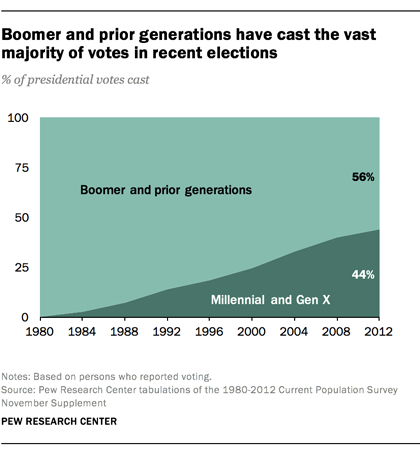 Boomer and prior generations have cast the vast
majority of votes in recent elections
% of presidential votes cast
100
75
50
25
0
56%
Boomer and prior generations
44%
Millennial and Gen X
1980 1984 1988 1992 1996 2000 2004 2008 2012
Notes: Based on persons who reported voting.
Source: Pew Research Center tabulations of the 1980-2012 Current Population Survey
November Supplement
PEW RESEARCH CENTER